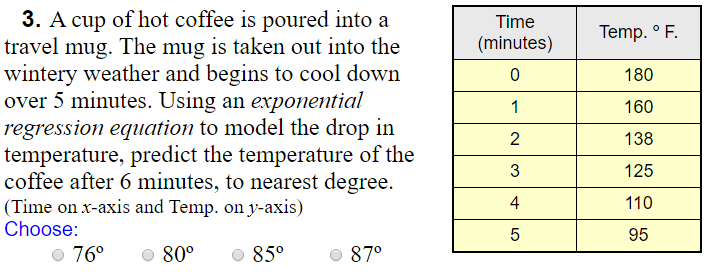 3. A cup of hot coffee is poured into a
travel mug. The mug is taken out into the
wintery weather and begins to cool down
over 5 minutes. Using an exponential
regression equation to model the drop in
temperature, predict the temperature of the
coffee after 6 minutes, to nearest degree.
(Time on x-axis and Temp. on y-axis)
Choose:
76º 80º 85º 87º
Time
(minutes) Temp. º F.
0 180
1 160
2 138
3 125
4 110
5 95